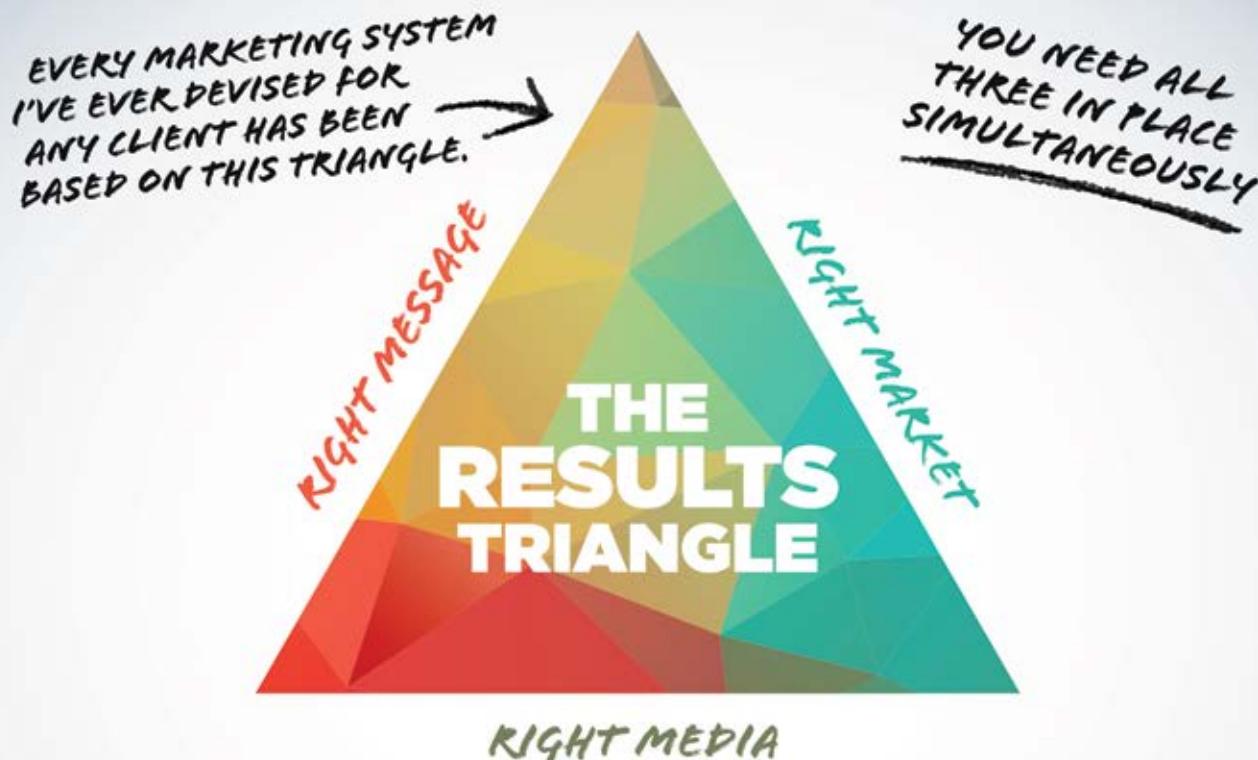 EVERY MARKETING SYSTEM
I'VE EVER DEVISED FOR
ANY CLIENT HAS BEEN
BASED ON THIS TRIANGLE.
YOU NEED ALL
THREE IN PLACE
SIMULTANEOUSLY
RIGHT MESSAGE
RIGHT MARKET
THE
RESULTS
TRIANGLE
RIGHT MEDIA